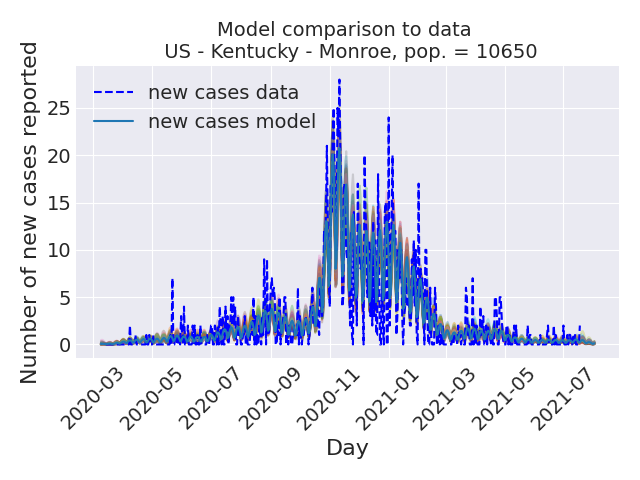 Model comparison to data
US - Kentucky - Monroe, pop. = 10650
Number of new cases reported
new cases data
new cases model
25
20
15
10
5
0
2020-03
2020-05
2020-07
2020-09
2020-11
2021-01
2021-03
2021-05
2021-07
Day